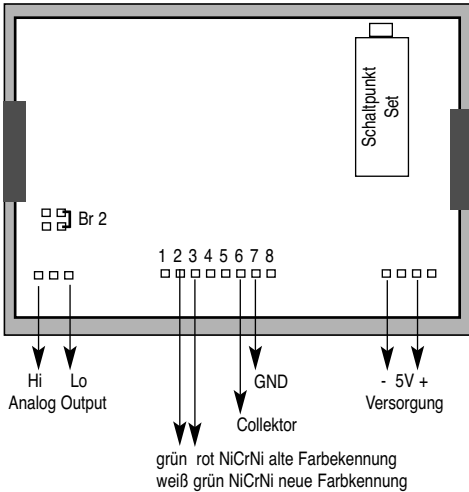 Schaltpunkt
Set
Br 2
1 2 3 4 5 6 7 8
Hi Lo
Analog Output
GND
- 5V +
Versorgung
Collektor
grün rot NiCrNi alte Farbekennung
weiß grün NiCrNi neue Farbkennung